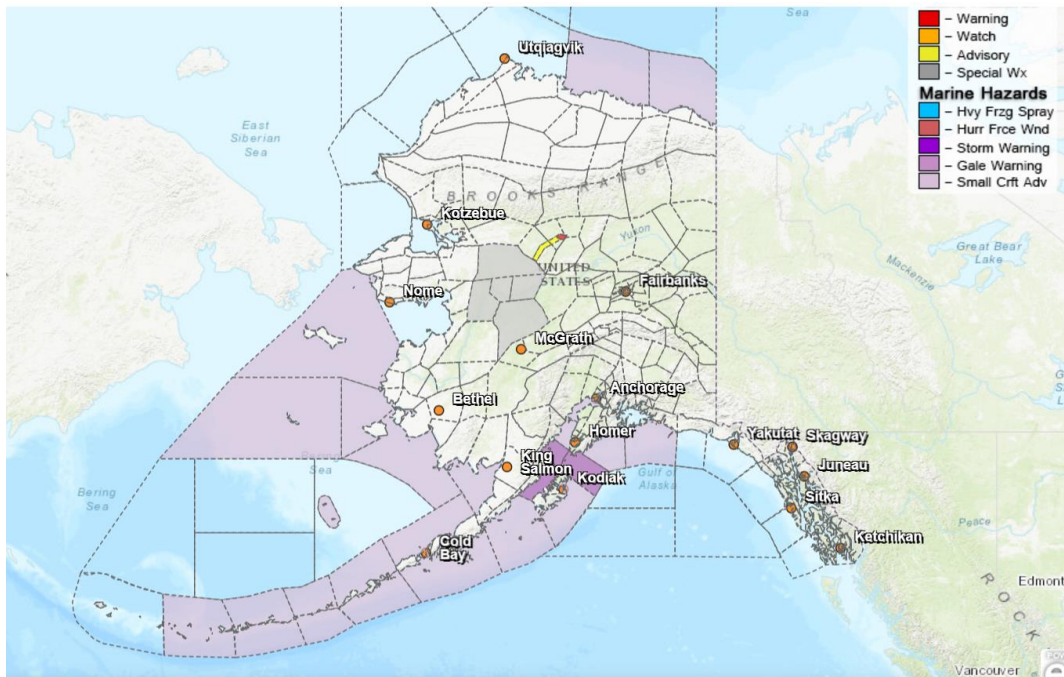 – Warning
– Watch
– Advisory
– Special Wx
Marine Hazards
– Hvy Frzg Spray
– Hurr Frce Wnd
– Storm Warning
– Gale Warning
– Small Crft Adv
Sea
Utqiagvik
East
Siberian
Sea
BROOKS RANGE
Kotzebue
Yukon
Great Bear
Lake
Mackenzie
UNITED
STATES
Fairbanks
Nome
McGrath
Anchorage
Bethel
Homer
Yakutat
Skagway
King
Salmon
Kodiak
Juneau
Sea
Gulf of
Alaska
Bering
Sea
Sitka
Peace
Cold
Bay
Ketchikan
Edmont
ROCK
Vancouver